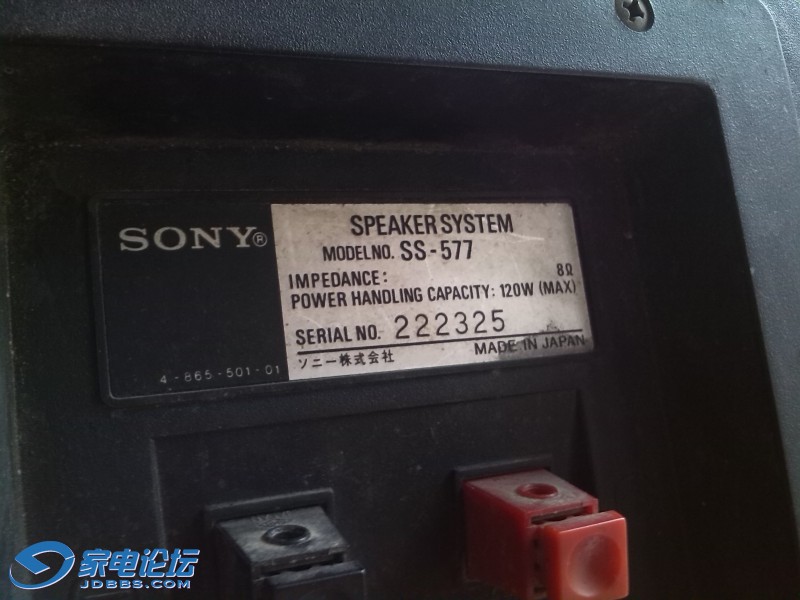 SONY®
SPEAKER SYSTEM
MODEL NO. SS-577
IMPEDANCE: 8Ω
POWER HANDLING CAPACITY: 120W (MAX)
SERIAL NO. 222325
ソニー株式会社 MADE IN JAPAN
4-865-501-01
家电论坛
JDBBS.COM